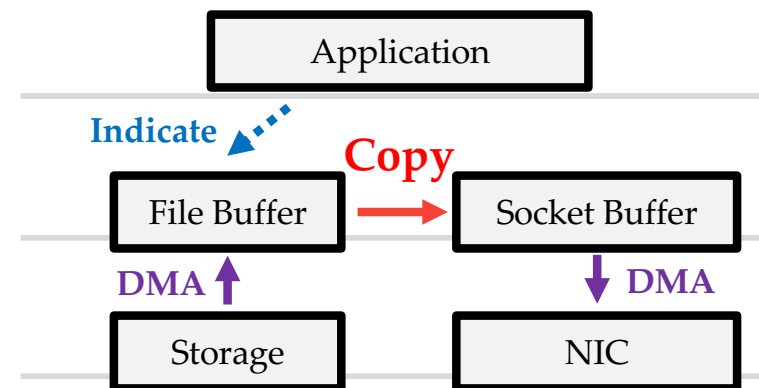 Application
Indicate
Copy
File Buffer
Socket Buffer
DMA
DMA
Storage
NIC